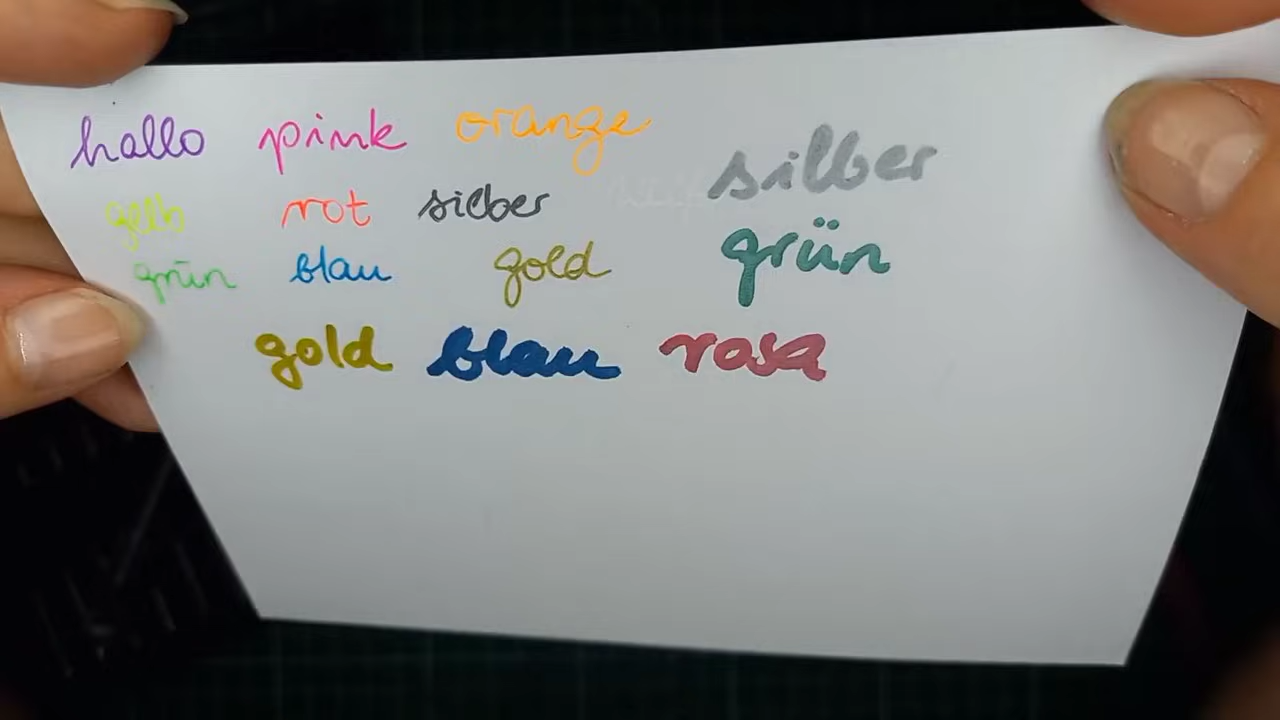 hallo pink orange
silber
gelb rot silber
grün blau gold grün
gold blau rosa